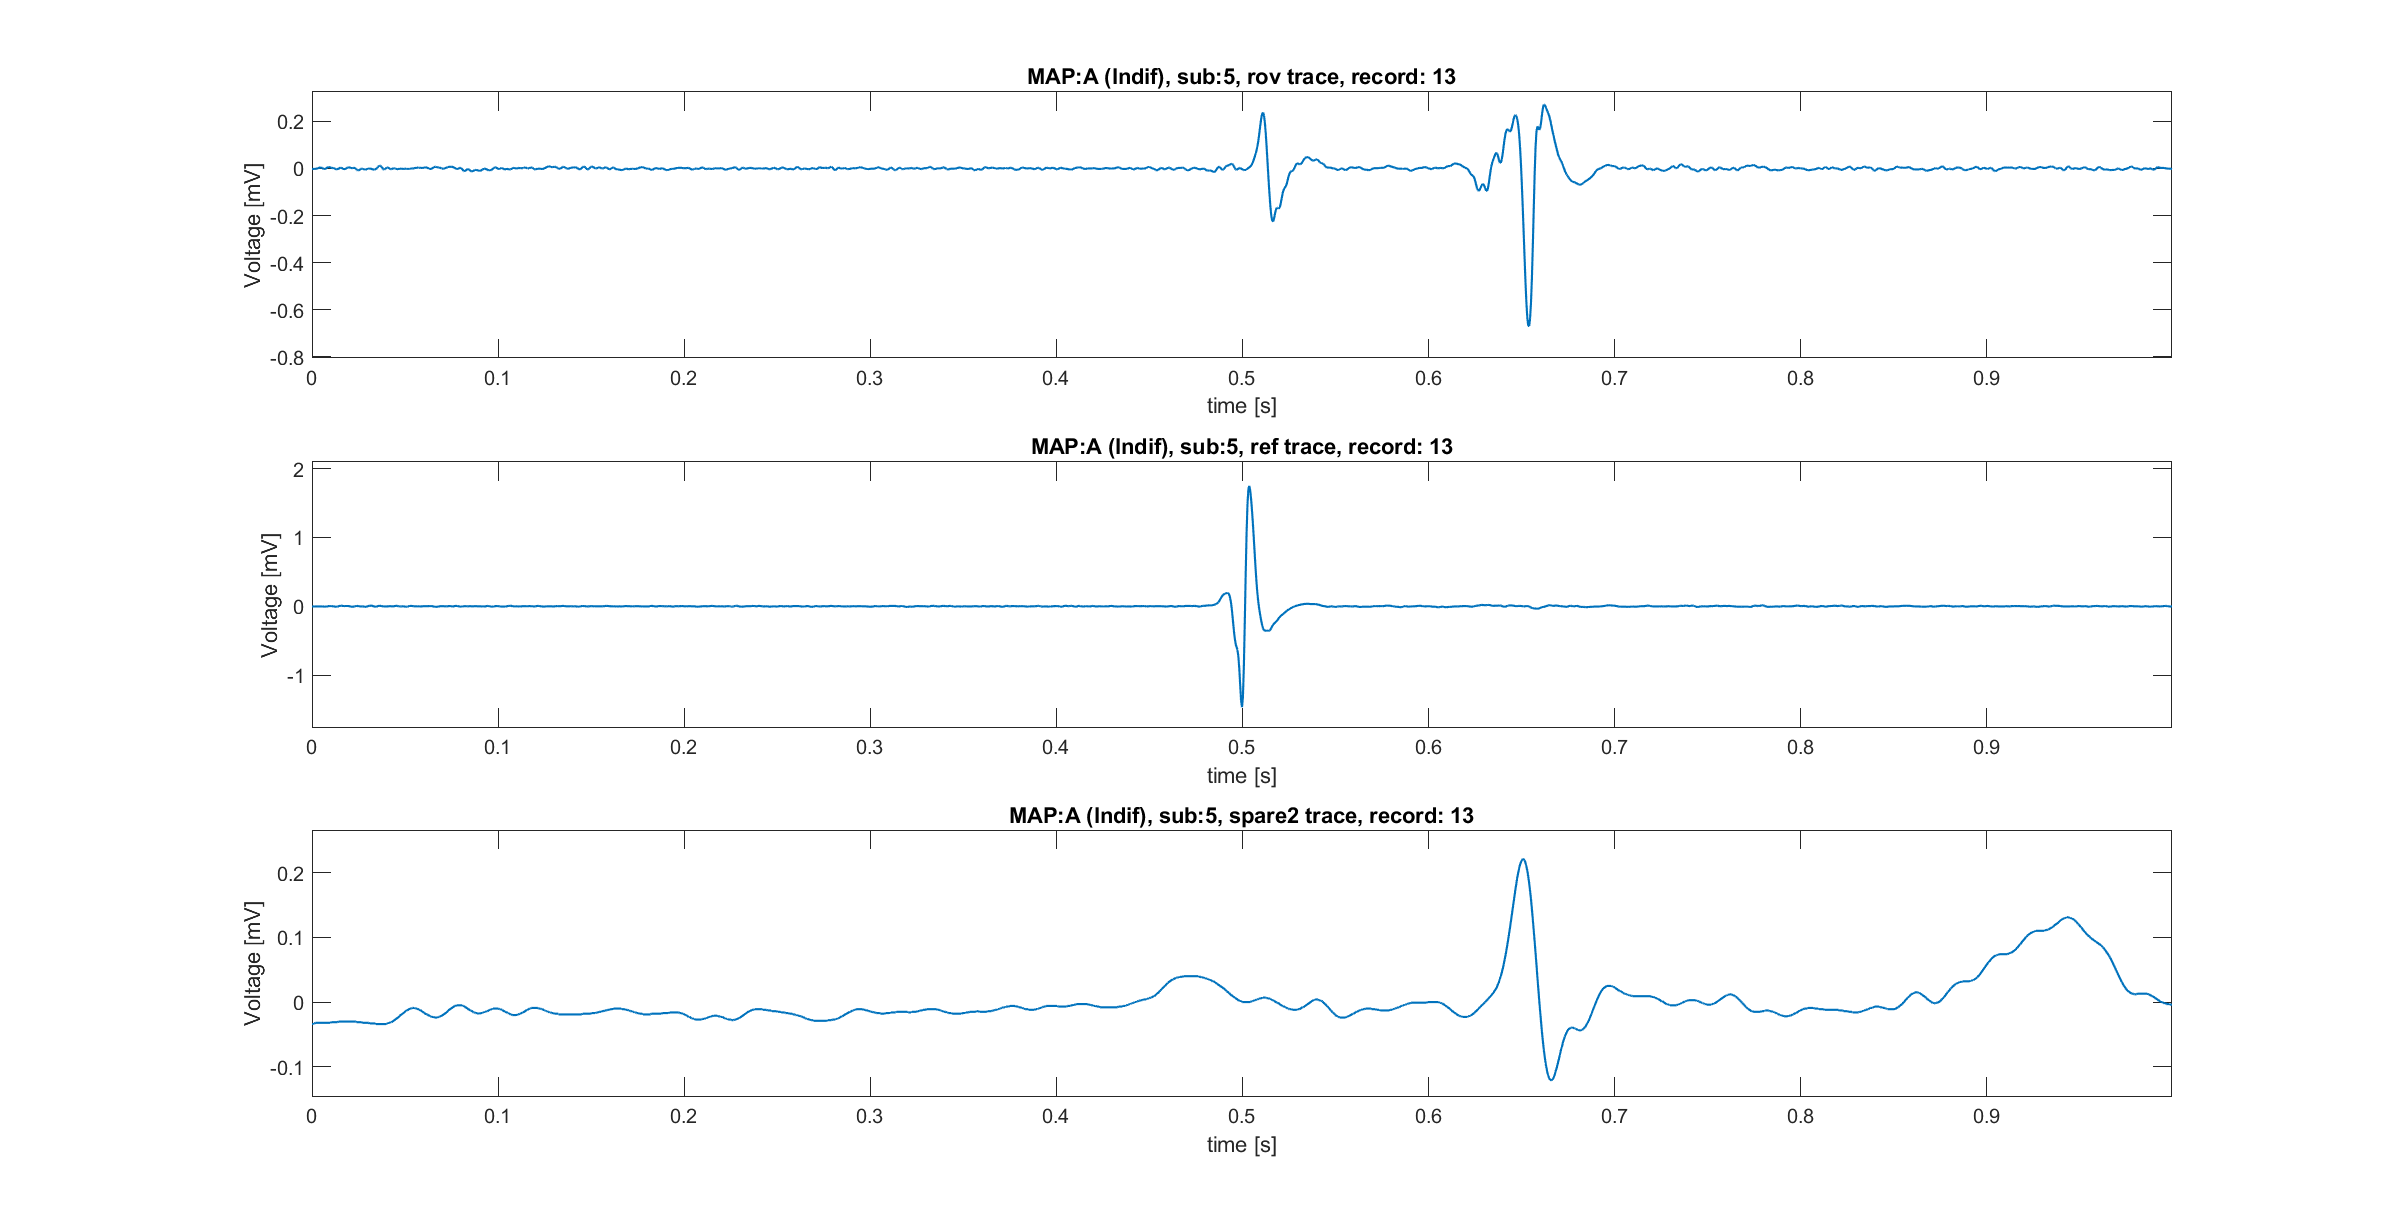 MAP:A (Indif), sub:5, rov trace, record: 13
0.2
0
-0.2
-0.4
-0.6
-0.8
Voltage [mV]
0 0.1 0.2 0.3 0.4 0.5 0.6 0.7 0.8 0.9
time [s]
MAP:A (Indif), sub:5, ref trace, record: 13
2
1
0
-1
Voltage [mV]
0 0.1 0.2 0.3 0.4 0.5 0.6 0.7 0.8 0.9
time [s]
MAP:A (Indif), sub:5, spare2 trace, record: 13
0.2
0.1
0
-0.1
Voltage [mV]
0 0.1 0.2 0.3 0.4 0.5 0.6 0.7 0.8 0.9
time [s]